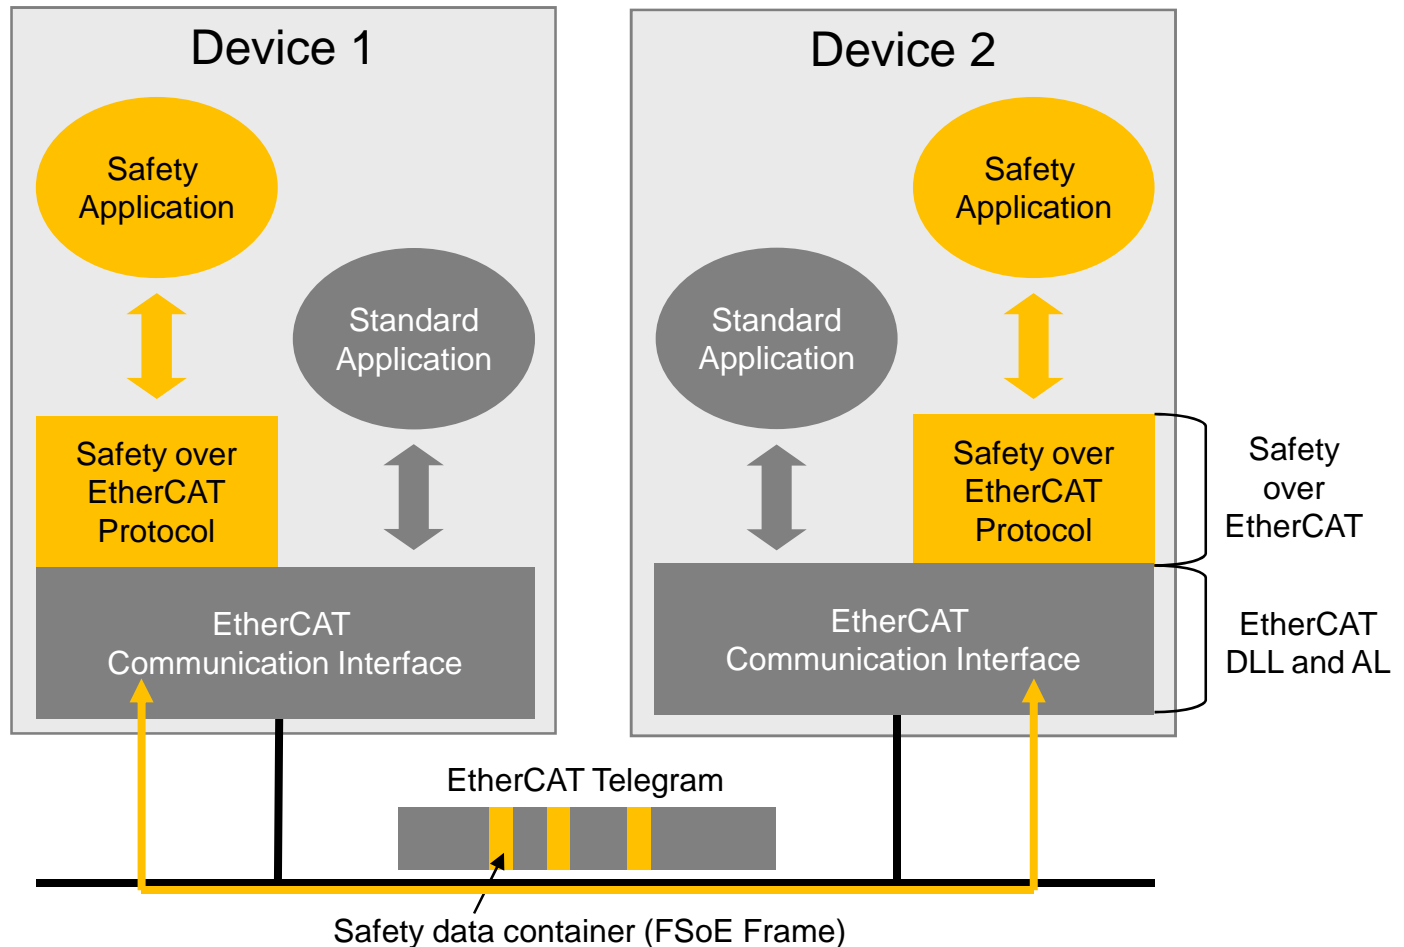 Device 1
Safety
Application
Standard
Application
Safety over
EtherCAT
Protocol
EtherCAT
Communication Interface
Device 2
Safety
Application
Standard
Application
Safety over
EtherCAT
Protocol
EtherCAT
Communication Interface
Safety
over
EtherCAT
EtherCAT
DLL and AL
EtherCAT Telegram
Safety data container (FSoE Frame)